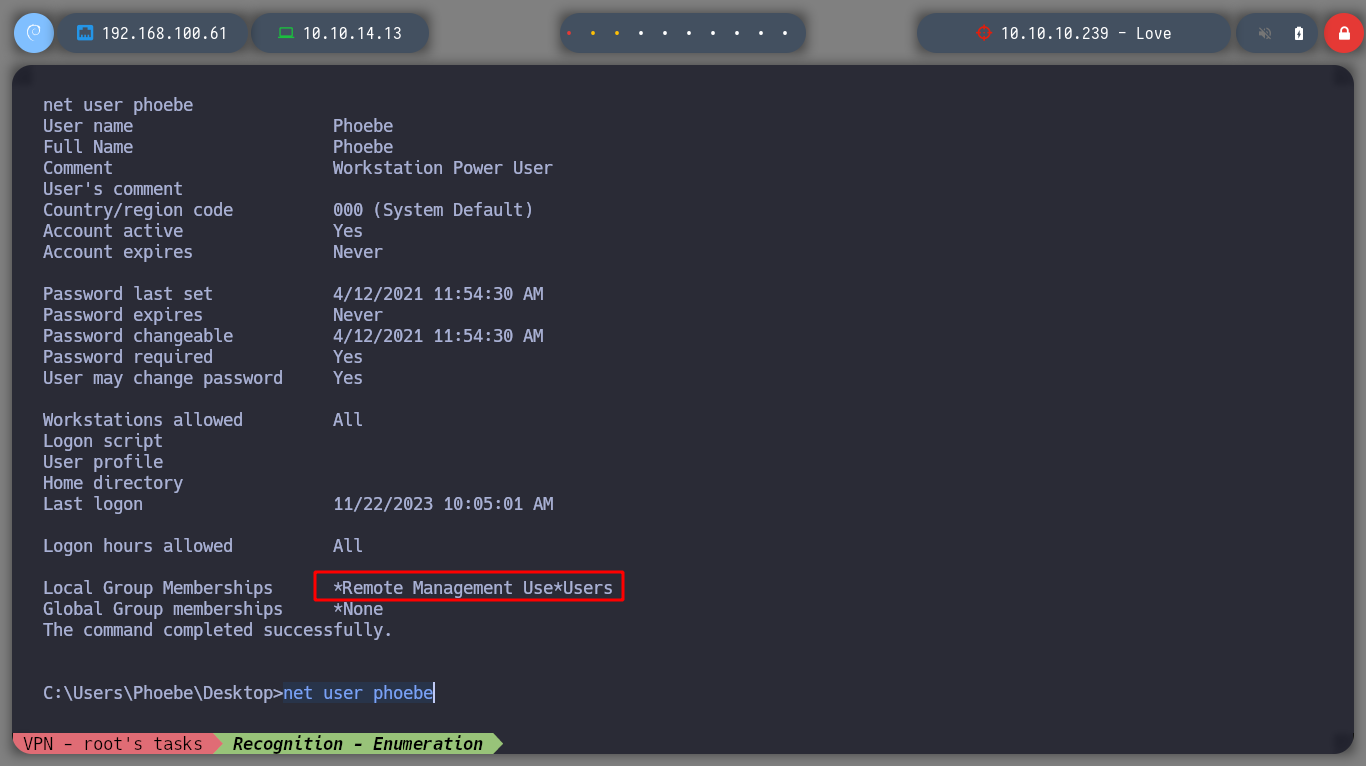 192.168.100.61 10.10.14.13 10.10.10.239 - Love
net user phoebe
User name Phoebe
Full Name Phoebe
Comment Workstation Power User
User's comment
Country/region code 000 (System Default)
Account active Yes
Account expires Never
Password last set 4/12/2021 11:54:30 AM
Password expires Never
Password changeable 4/12/2021 11:54:30 AM
Password required Yes
User may change password Yes
Workstations allowed All
Logon script
User profile
Home directory
Last logon 11/22/2023 10:05:01 AM
Logon hours allowed All
Local Group Memberships *Remote Management Use*Users
Global Group memberships *None
The command completed successfully.
C:\Users\Phoebe\Desktop>net user phoebe
VPN - root's tasks Recognition - Enumeration